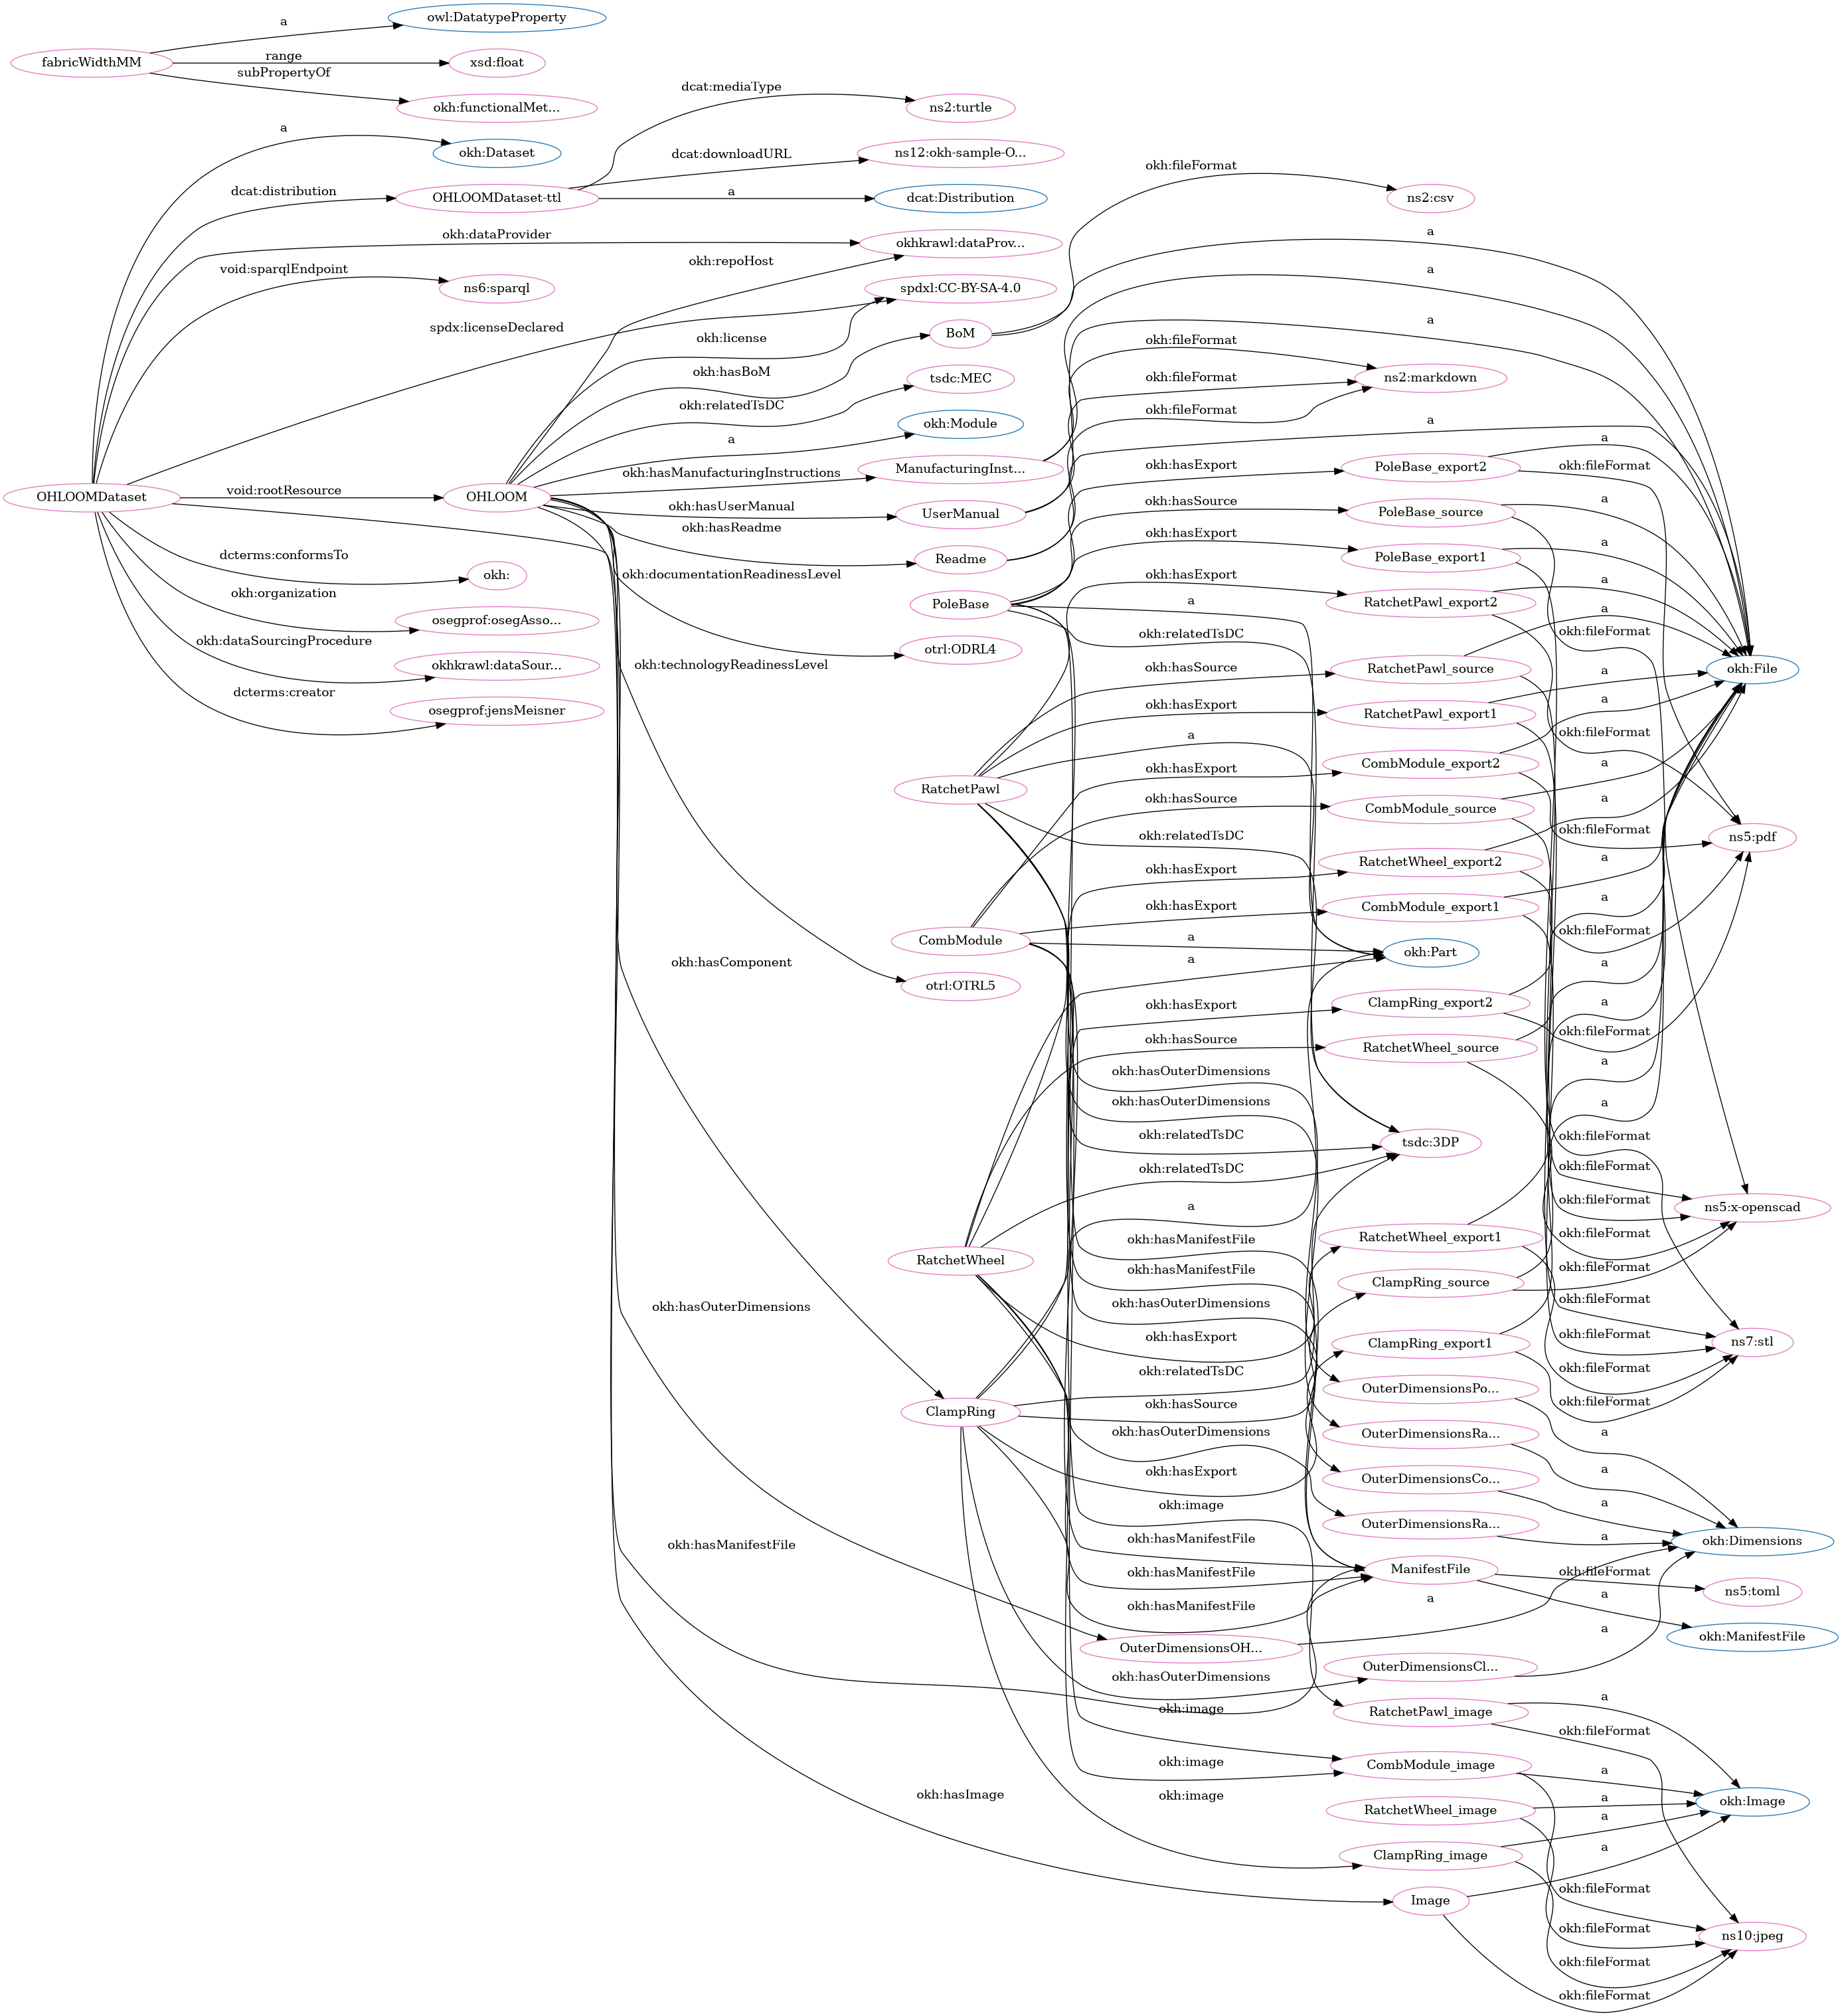 a
owl:DatatypeProperty
fabricWidthMM
range
xsd:float
subPropertyOf
okh:functionalMet...
dcat:mediaType
ns2:turtle
a
okh:Dataset
dcat:downloadURL
ns12:okh-sample-O...
okh:fileFormat
dcat:distribution
OHLOOMDataset-ttl
a
dcat:Distribution
ns2:csv
okh:dataProvider
okhkrawl:dataProv...
a
okh:repoHost
void:sparqlEndpoint
ns6:sparql
spdxl:CC-BY-SA-4.0
a
spdx:licenseDeclared
okh:license
BoM
a
okh:fileFormat
okh:hasBoM
tsdc:MEC
okh:fileFormat
ns2:markdown
okh:relatedTsDC
okh:fileFormat
a
okh:Module
a
okh:hasManufacturingInstructions
ManufacturingInst...
okh:hasExport
PoleBase_export2
a
okh:fileFormat
OHLOOMDataset
void:rootResource
OHLOOM
okh:hasUserManual
UserManual
okh:hasSource
PoleBase_source
a
okh:hasReadme
Readme
okh:hasExport
PoleBase_export1
a
dcterms:conformsTo
okh:
okh:documentationReadinessLevel
okh:hasExport
RatchetPawl_export2
a
okh:organization
osegprof:osegAsso...
PoleBase
a
a
okh:fileFormat
okh:dataSourcingProcedure
okhkrawl:dataSour...
okh:technologyReadinessLevel
otrl:ODRL4
okh:relatedTsDC
okh:hasSource
RatchetPawl_source
a
okh:File
dcterms:creator
osegprof:jensMeisner
okh:hasExport
RatchetPawl_export1
a
okh:fileFormat
a
okh:hasExport
CombModule_export2
a
RatchetPawl
okh:hasSource
CombModule_source
a
okh:relatedTsDC
okh:fileFormat
ns5:pdf
okh:hasExport
RatchetWheel_export2
a
okh:hasExport
CombModule_export1
a
okh:fileFormat
CombModule
a
a
okh:Part
okh:hasComponent
otrl:OTRL5
okh:hasExport
ClampRing_export2
a
okh:fileFormat
okh:hasSource
RatchetWheel_source
a
okh:hasOuterDimensions
okh:hasOuterDimensions
a
okh:relatedTsDC
tsdc:3DP
okh:fileFormat
okh:relatedTsDC
okh:fileFormat
a
okh:fileFormat
ns5:x-openscad
okh:hasManifestFile
RatchetWheel_export1
okh:fileFormat
RatchetWheel
okh:hasManifestFile
ClampRing_source
okh:fileFormat
okh:hasOuterDimensions
okh:hasOuterDimensions
okh:fileFormat
okh:hasExport
ClampRing_export1
okh:fileFormat
ns7:stl
okh:relatedTsDC
OuterDimensionsPo...
okh:fileFormat
ClampRing
okh:hasSource
okh:fileFormat
okh:hasOuterDimensions
OuterDimensionsRa...
a
okh:hasExport
OuterDimensionsCo...
a
okh:image
OuterDimensionsRa...
a
a
okh:Dimensions
okh:hasManifestFile
okh:hasManifestFile
okh:hasManifestFile
ManifestFile
okh:fileFormat
ns5:toml
okh:hasManifestFile
a
a
okh:ManifestFile
OuterDimensionsOH...
a
okh:hasOuterDimensions
OuterDimensionsCl...
okh:image
RatchetPawl_image
a
okh:fileFormat
okh:image
CombModule_image
a
okh:hasImage
okh:image
RatchetWheel_image
a
okh:Image
a
ClampRing_image
a
Image
okh:fileFormat
okh:fileFormat
ns10:jpeg
okh:fileFormat
okh:fileFormat